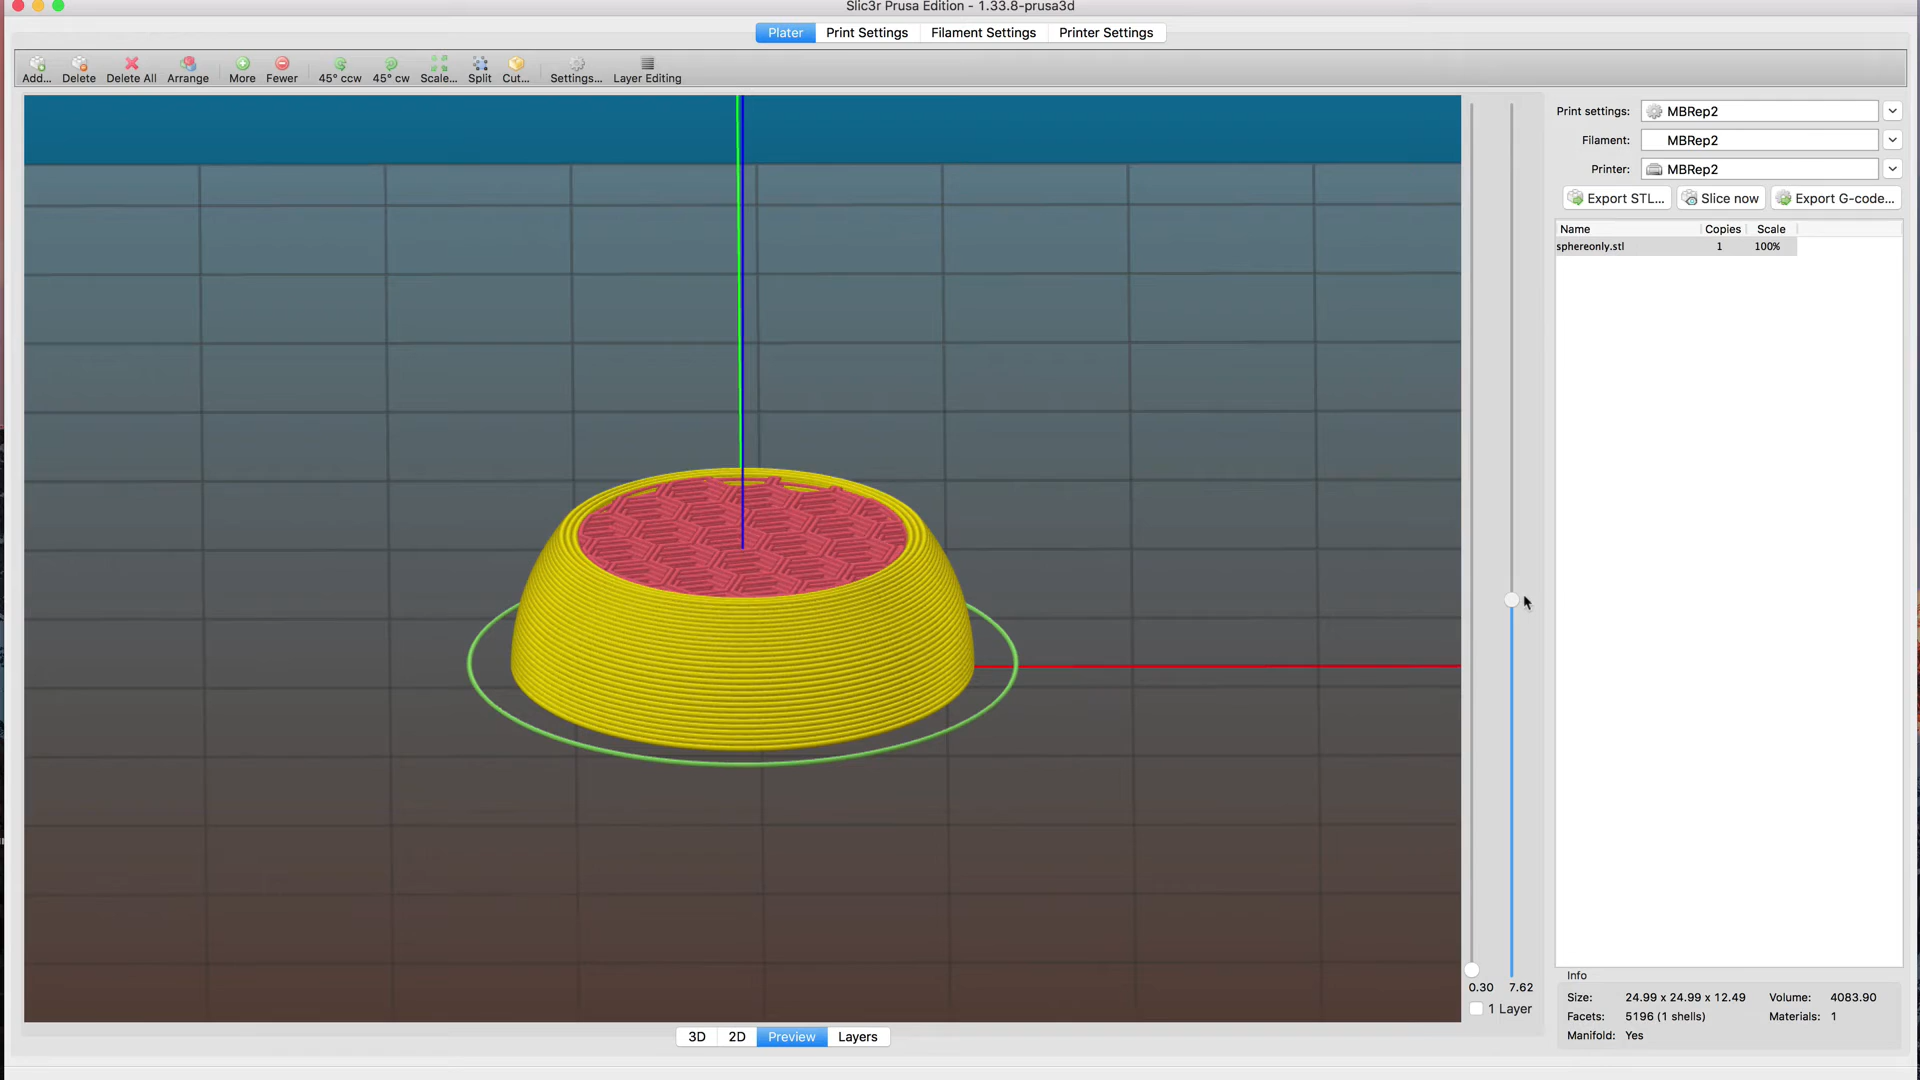 Slic3r Prusa Edition - 1.33.8-prusa3d
Plater Print Settings Filament Settings Printer Settings
Add... Delete Delete All Arrange More Fewer 45° ccw 45° cw Scale... Split Cut... Settings... Layer Editing
Print settings: MBRep2
Filament: MBRep2
Printer: MBRep2
Export STL... Slice now Export G-code...
Name Copies Scale
sphereonly.stl 1 100%
0.30 7.62
1 Layer
Info
Size: 24.99 x 24.99 x 12.49 Volume: 4083.90
Facets: 5196 (1 shells) Materials: 1
Manifold: Yes
3D 2D Preview Layers